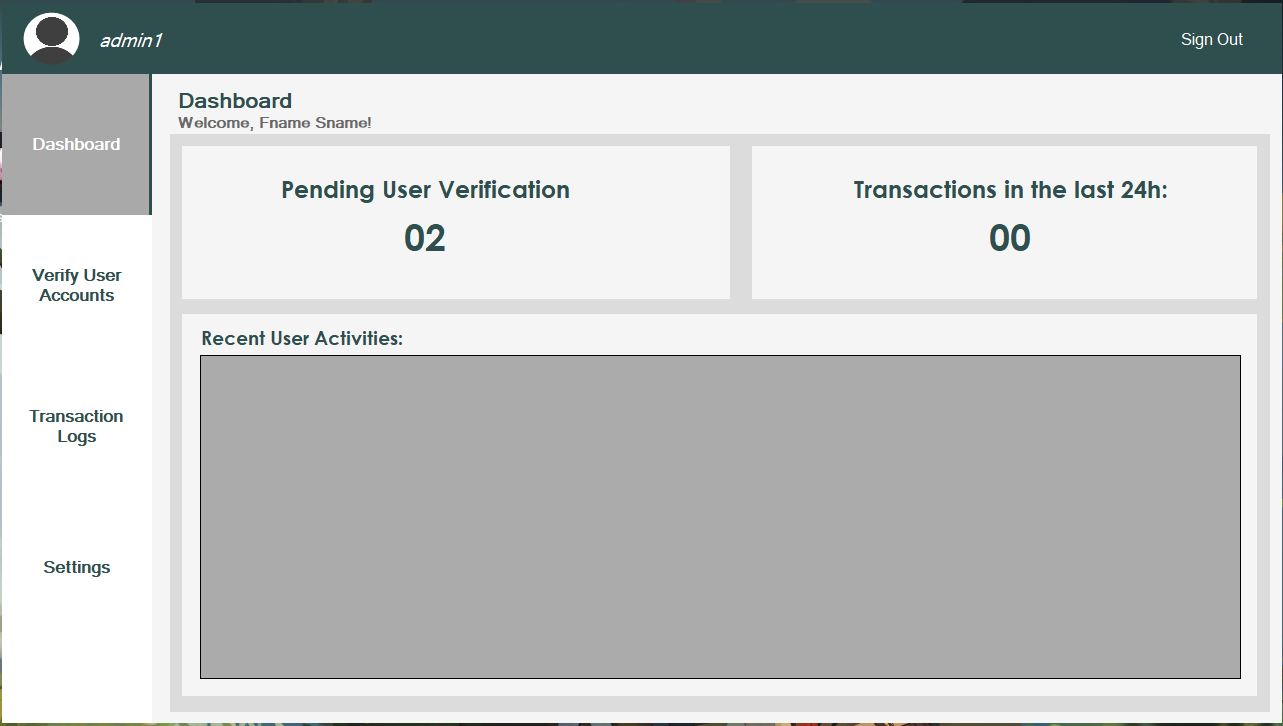 admin1
Sign Out
Dashboard
Verify User
Accounts
Transaction
Logs
Settings
Dashboard
Welcome, Fname Sname!
Pending User Verification
02
Transactions in the last 24h:
00
Recent User Activities: